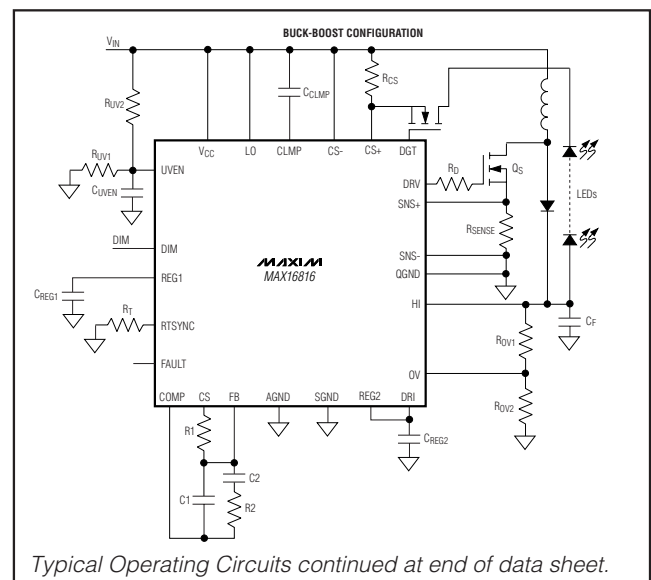 BUCK-BOOST CONFIGURATION
VIN
RCS
CCLMP
RUV2
VCC LO CLMP CS- CS+ DGT
RUV1
UVEN
CUVEN
DRV
RD
QS
SNS+
LEDs
RSENSE
DIM
DIM
MAXIM
MAX16816
SNS-
QGND
REG1
CREG1
HI
CF
RT
RTSYNC
ROV1
FAULT
OV
COMP CS FB AGND SGND REG2 DRI
ROV2
R1
CREG2
C2
C1
R2
Typical Operating Circuits continued at end of data sheet.